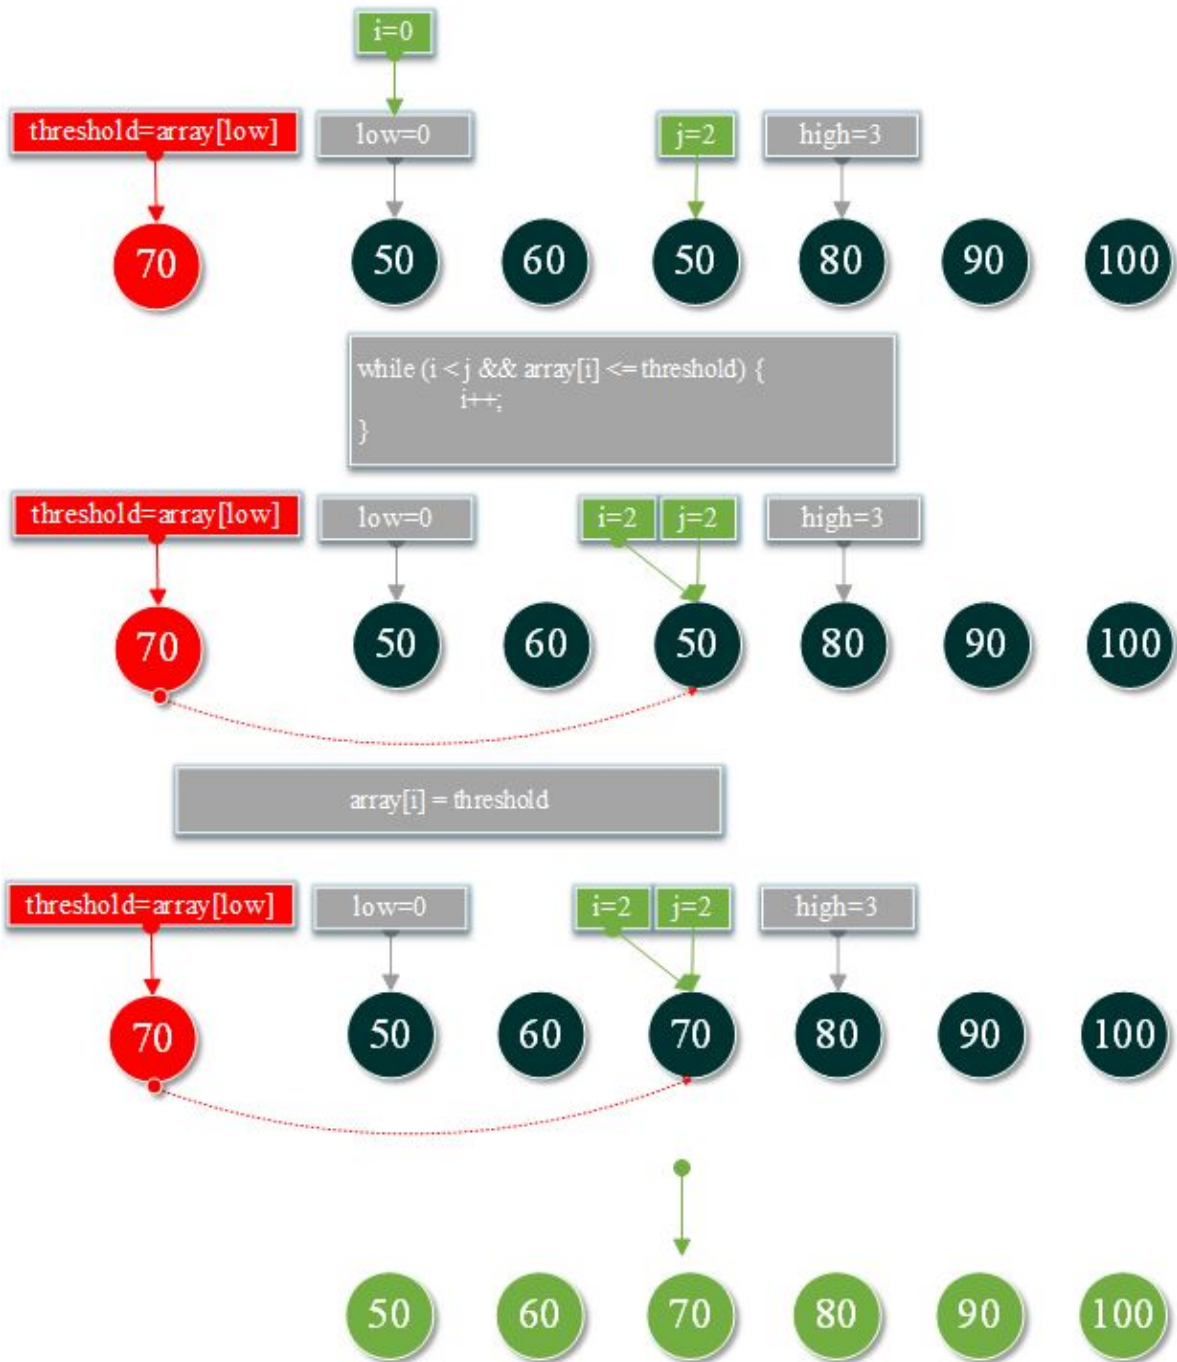 i=0
threshold=array[low] low=0 j=2 high=3
70 50 60 50 80 90 100
while (i < j && array[i] <= threshold) {
i++;
}
threshold=array[low] low=0 i=2 j=2 high=3
70 50 60 50 80 90 100
array[i] = threshold
threshold=array[low] low=0 i=2 j=2 high=3
70 50 60 70 80 90 100
50 60 70 80 90 100